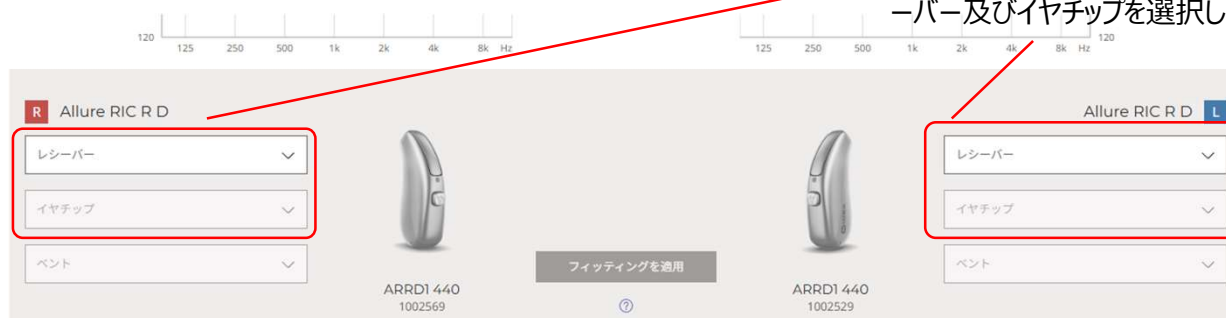 ーバー及びイヤチップを選択し
120
125 250 500 1k 2k 4k 8k Hz
125 250 500 1k 2k 4k 8k Hz
120
R Allure RIC R D
Allure RIC R D L
レシーバー
レシーバー
イヤチップ
イヤチップ
ベント
ベント
フィッティングを適用
ARRD1 440
1002569
?
ARRD1 440
1002529